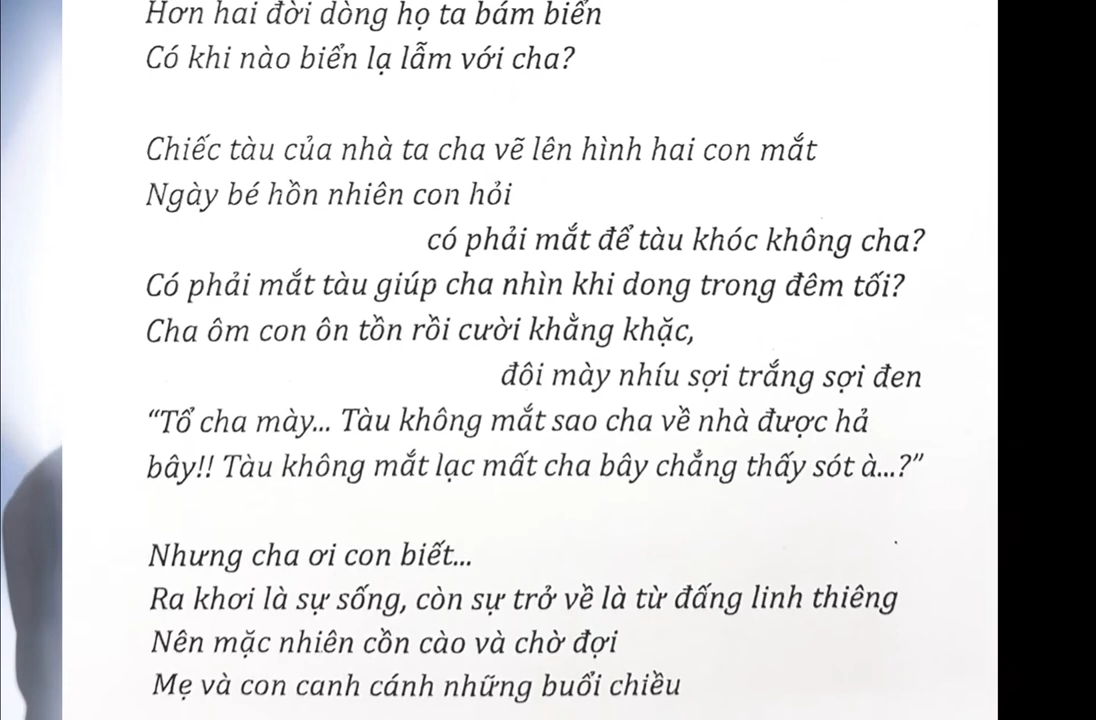 Hơn hai đời dòng họ ta bám biển
Có khi nào biển lạ lẫm với cha?
Chiếc tàu của nhà ta cha vẽ lên hình hai con mắt
Ngày bé hồn nhiên con hỏi
có phải mắt để tàu khóc không cha?
Có phải mắt tàu giúp cha nhìn khi dong trong đêm tối?
Cha ôm con ôn tồn rồi cười khằng khặc,
đôi mày nhíu sợi trắng sợi đen
“Tổ cha mày... Tàu không mắt sao cha về nhà được hả
bây!! Tàu không mắt lạc mất cha bây chẳng thấy sót à...?”
Nhưng cha ơi con biết...
Ra khơi là sự sống, còn sự trở về là từ đấng linh thiêng
Nên mặc nhiên cồn cào và chờ đợi
Mẹ và con canh cánh những buổi chiều